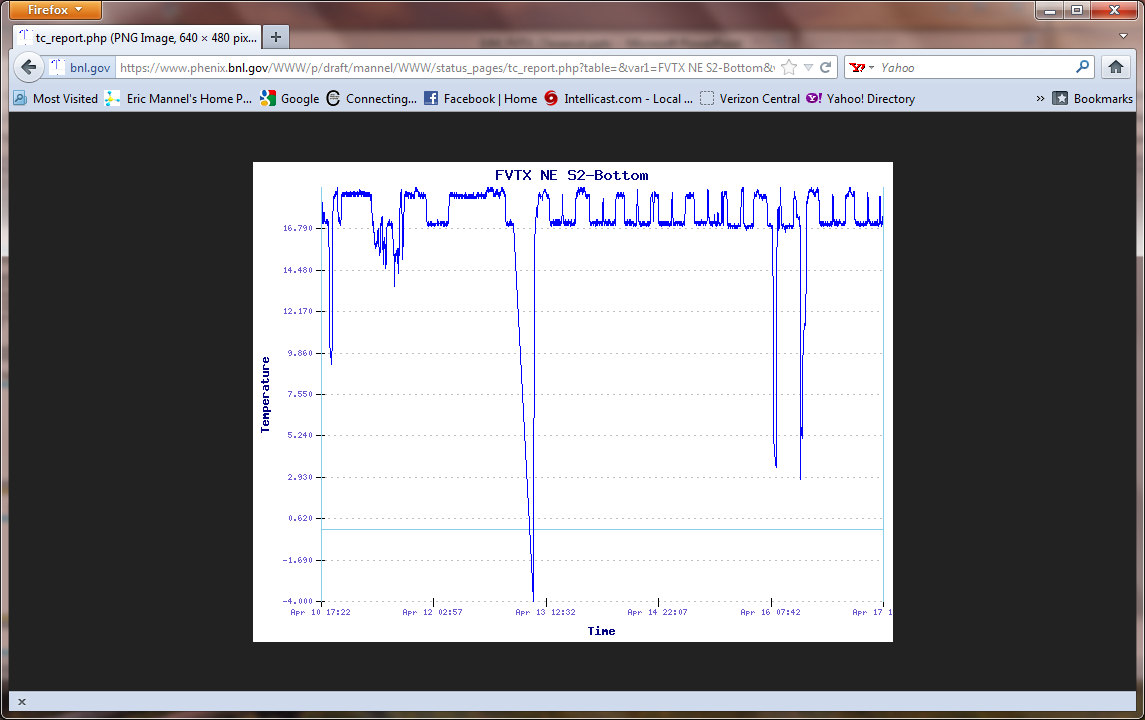 Firefox
tc_report.php (PNG Image, 640 × 480 pix...
bnl.gov https://www.phenix.bnl.gov/WWW/p/draft/mannel/WWW/status_pages/tc_report.php?table=&var1=FVTX NE S2-Bottom& Yahoo
Most Visited Eric Mannel's Home P... Google Connecting... Facebook | Home Intellicast.com - Local ... Verizon Central Yahoo! Directory » Bookmarks
FVTX NE S2-Bottom
16.790
14.480
12.170
9.860
7.550
5.240
2.930
0.620
-1.690
-4.000
Temperature
Apr 10 17:22 Apr 12 02:57 Apr 13 12:32 Apr 14 22:07 Apr 16 07:42 Apr 17 1
Time